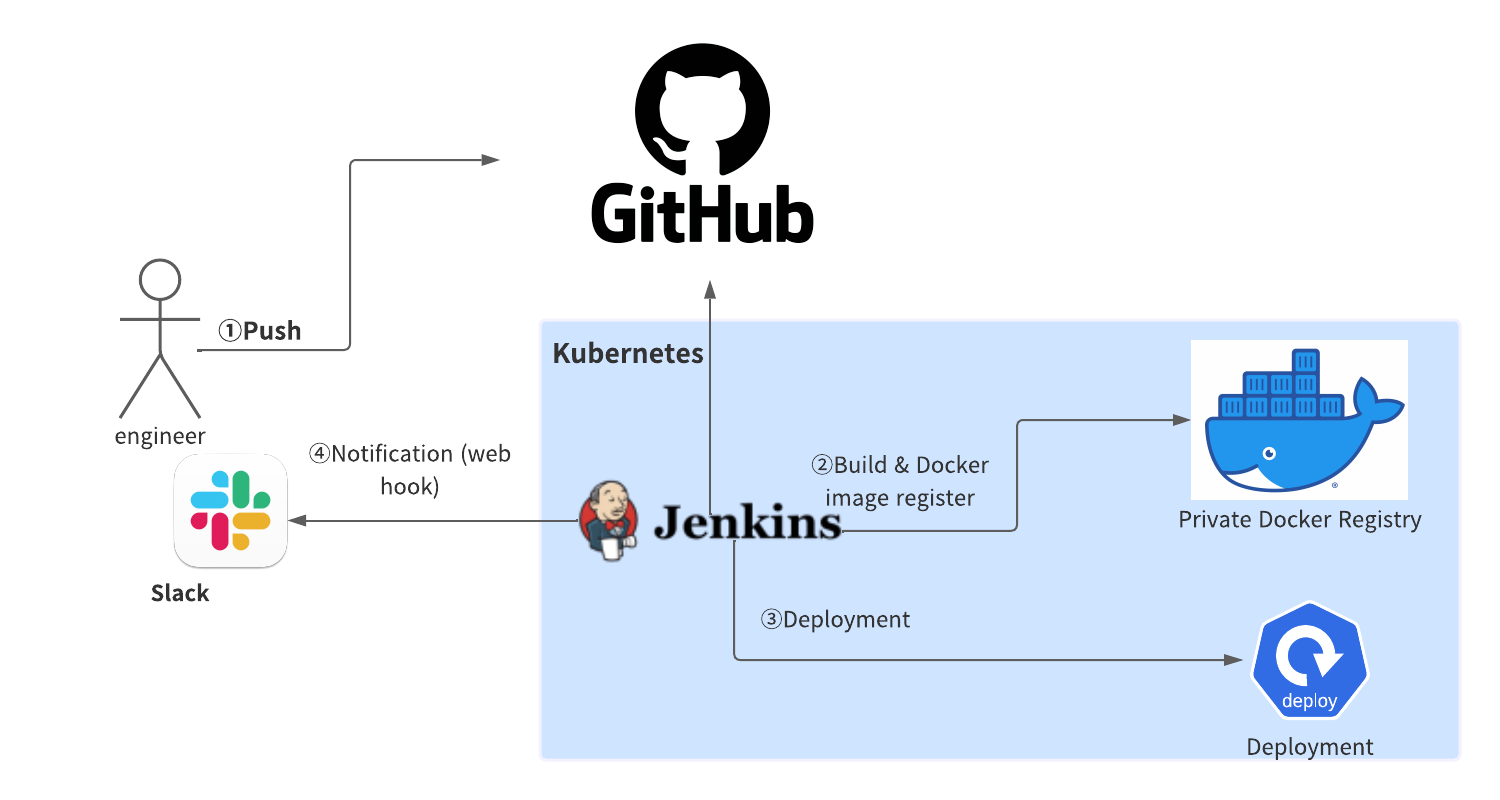 GitHub
①Push
Kubernetes
engineer
④Notification (web
hook)
②Build & Docker
image register
Jenkins
®
Private Docker Registry
Slack
③Deployment
deploy
Deployment